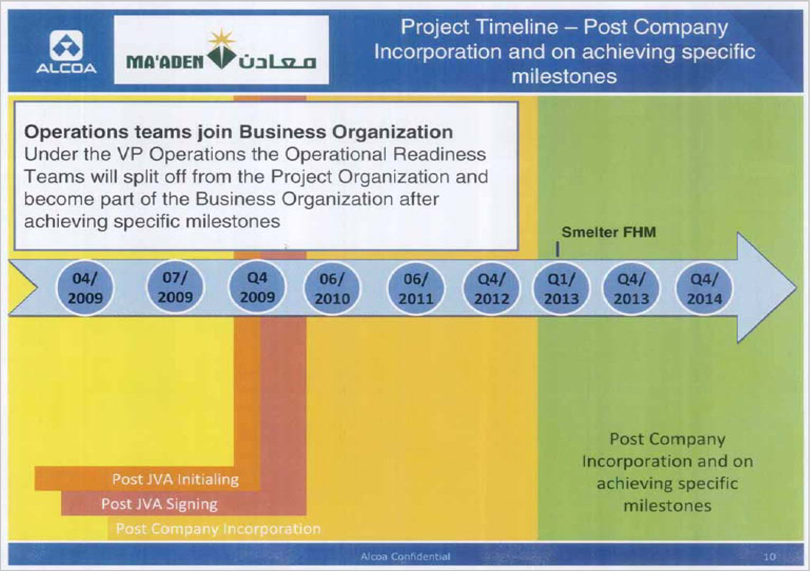 ALCOA
MA'ADEN معادن
Project Timeline – Post Company
Incorporation and on achieving specific
milestones
Operations teams join Business Organization
Under the VP Operations the Operational Readiness
Teams will split off from the Project Organization and
become part of the Business Organization after
achieving specific milestones
Smelter FHM
04/
2009
07/
2009
Q4
2009
06/
2010
06/
2011
Q4/
2012
Q1/
2013
Q4/
2013
Q4/
2014
Post JVA Initialing
Post JVA Signing
Post Company Incorporation
Post Company
Incorporation and on
achieving specific
milestones
Alcoa Confidential
10